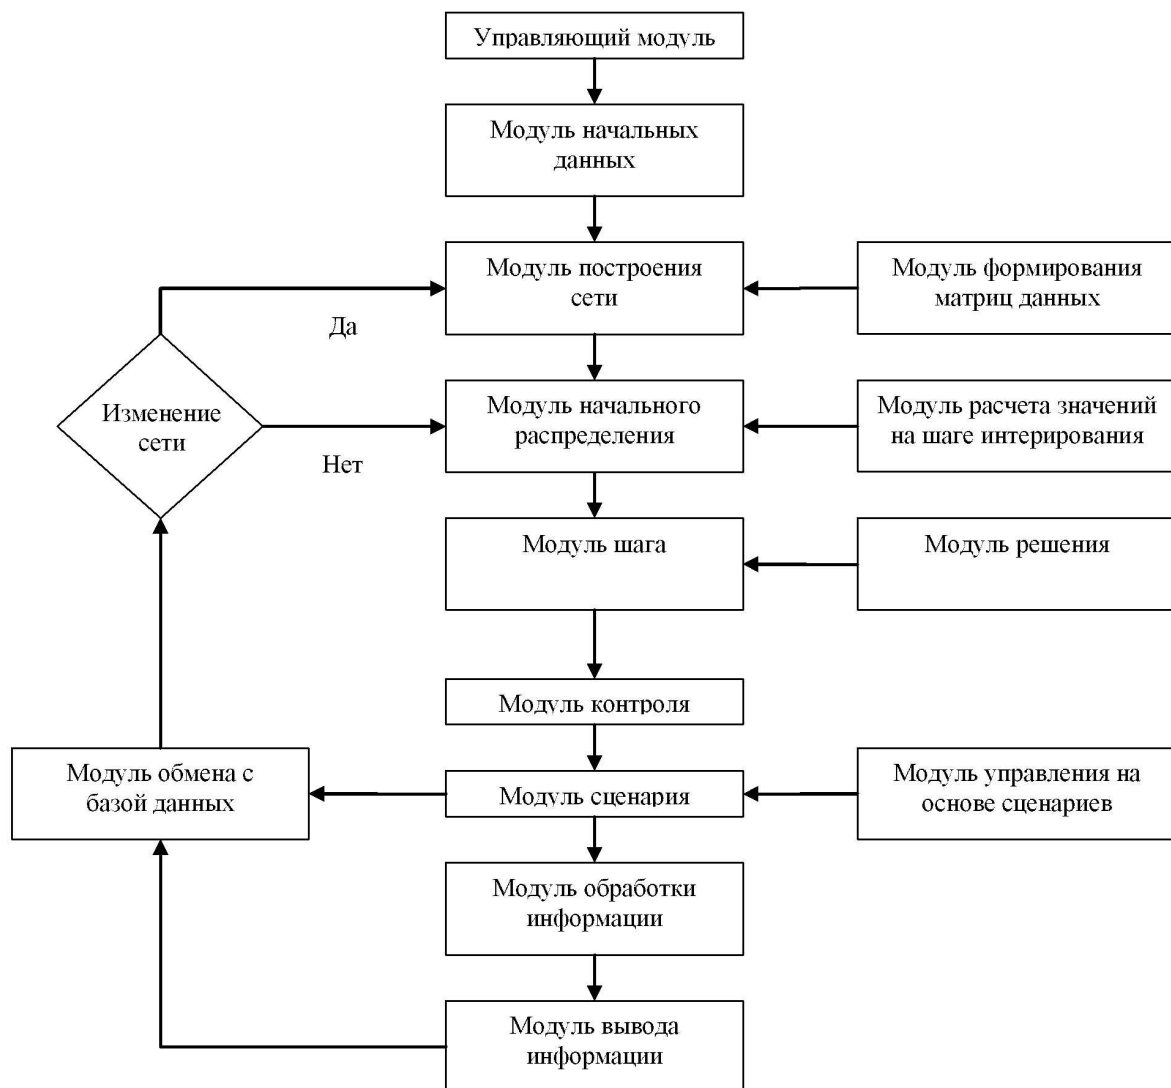 Управляющий модуль
Модуль начальных
данных
Модуль построения
сети
Модуль формирования
матриц данных
Да
Изменение
сети
Модуль начального
распределения
Модуль расчета значений
на шаге интерирования
Нет
Модуль шага
Модуль решения
Модуль контроля
Модуль обмена с
базой данных
Модуль сценария
Модуль управления на
основе сценариев
Модуль обработки
информации
Модуль вывода
информации